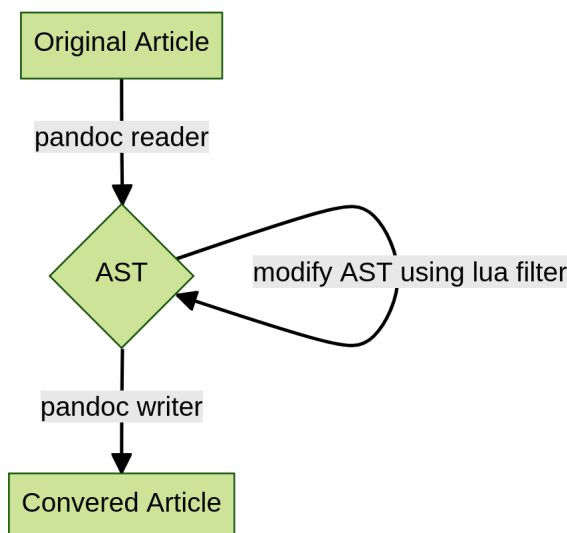 Original Article
pandoc reader
AST
modify AST using lua filter
pandoc writer
Convered Article